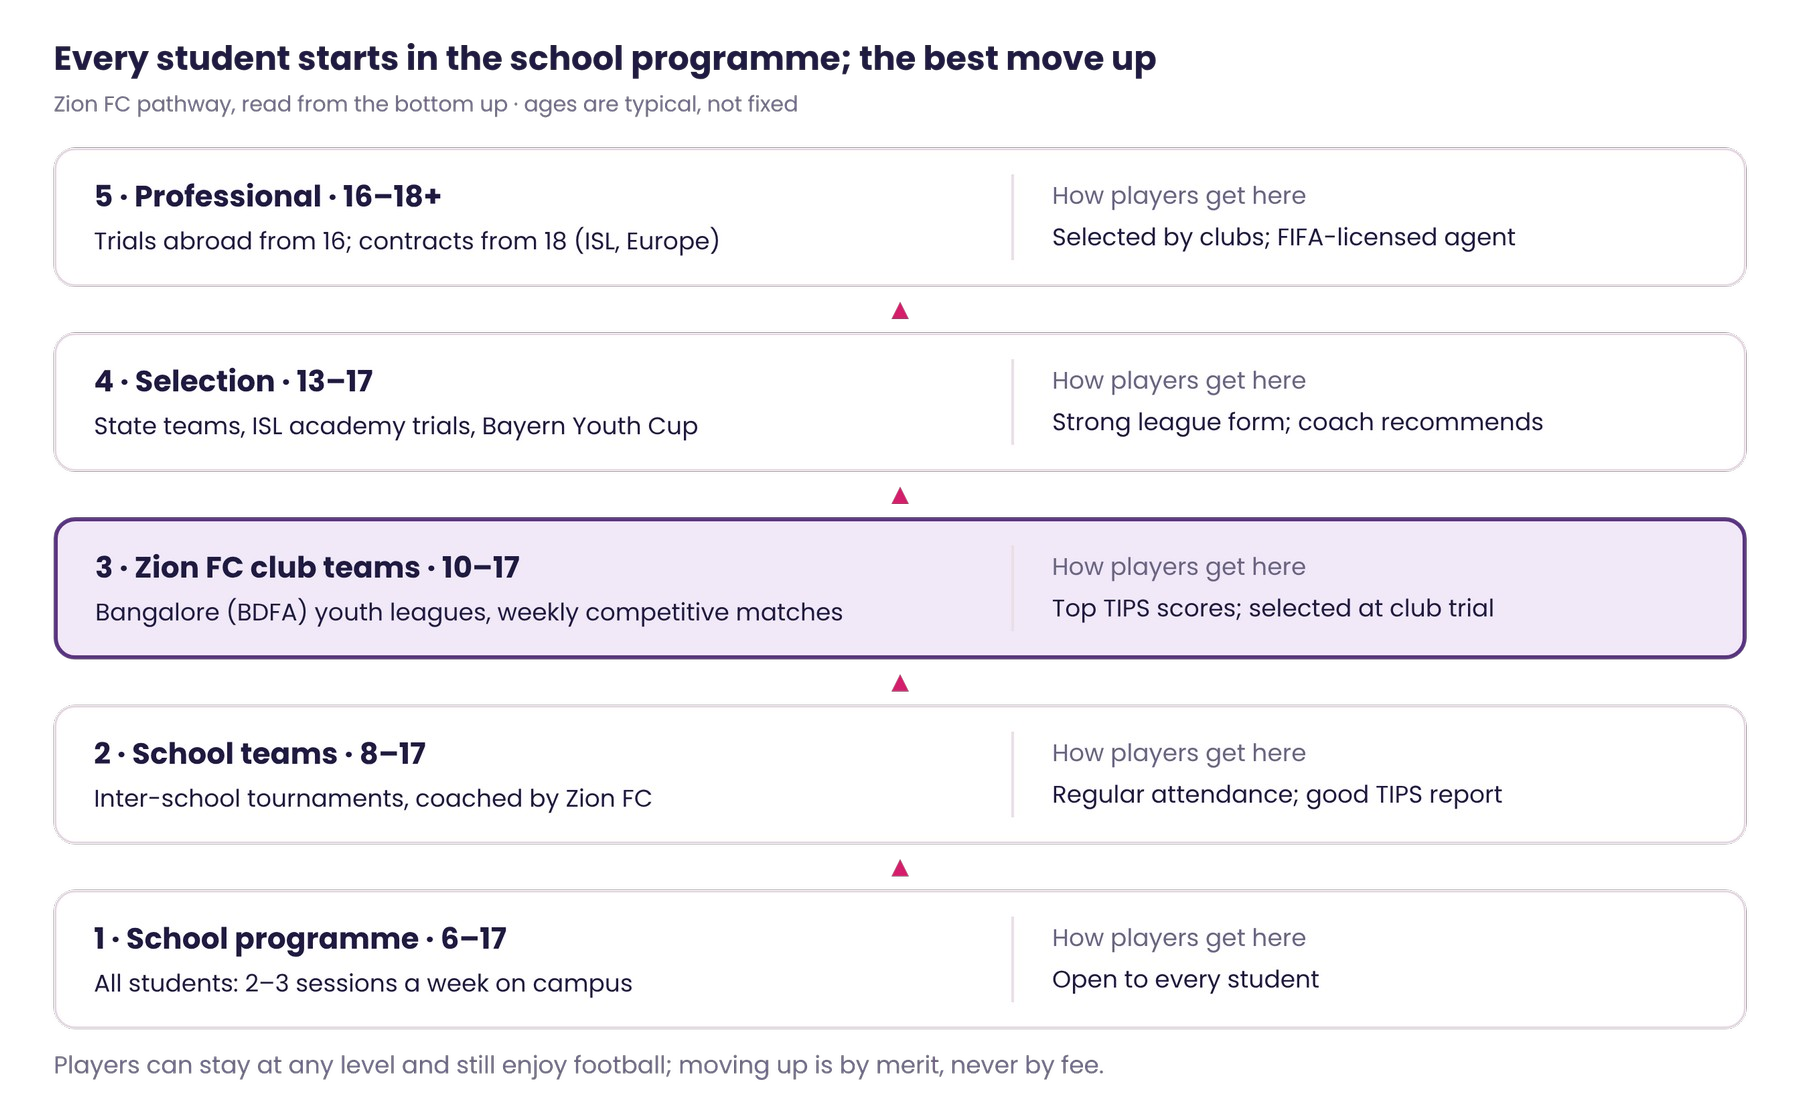 Every student starts in the school programme; the best move up
Zion FC pathway, read from the bottom up · ages are typical, not fixed
5 · Professional · 16–18+
Trials abroad from 16; contracts from 18 (ISL, Europe)
How players get here
Selected by clubs; FIFA-licensed agent
4 · Selection · 13–17
State teams, ISL academy trials, Bayern Youth Cup
How players get here
Strong league form; coach recommends
3 · Zion FC club teams · 10–17
Bangalore (BDFA) youth leagues, weekly competitive matches
How players get here
Top TIPS scores; selected at club trial
2 · School teams · 8–17
Inter-school tournaments, coached by Zion FC
How players get here
Regular attendance; good TIPS report
1 · School programme · 6–17
All students: 2–3 sessions a week on campus
How players get here
Open to every student
Players can stay at any level and still enjoy football; moving up is by merit, never by fee.